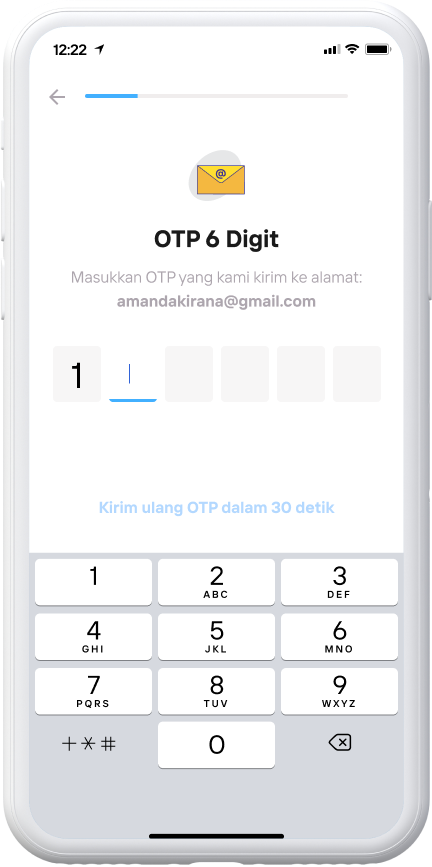 12:22
@
OTP 6 Digit
Masukkan OTP yang kami kirim ke alamat:
amandakirana@gmail.com
1
Kirim ulang OTP dalam 30 detik
1 2 3
ABC DEF
4 5 6
GHI JKL MNO
7 8 9
PQRS TUV WXYZ
+*# 0